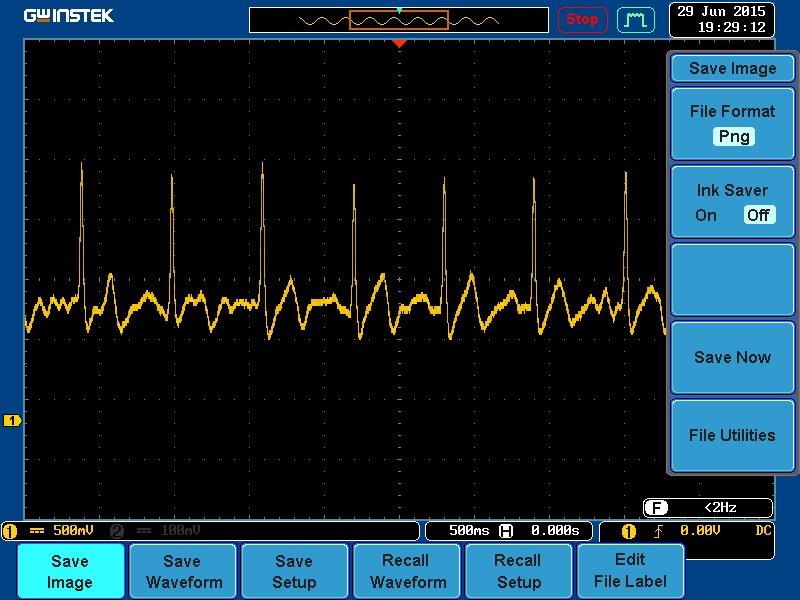 GWINSTEK
Stop
29 Jun 2015
19:29:12
Save Image
File Format
Png
Ink Saver
On Off
Save Now
File Utilities
1
F <2Hz
1 500mV 2 100mV
500ms H 0.000s
1 0.00V DC
Save
Image
Save
Waveform
Save
Setup
Recall
Waveform
Recall
Setup
Edit
File Label